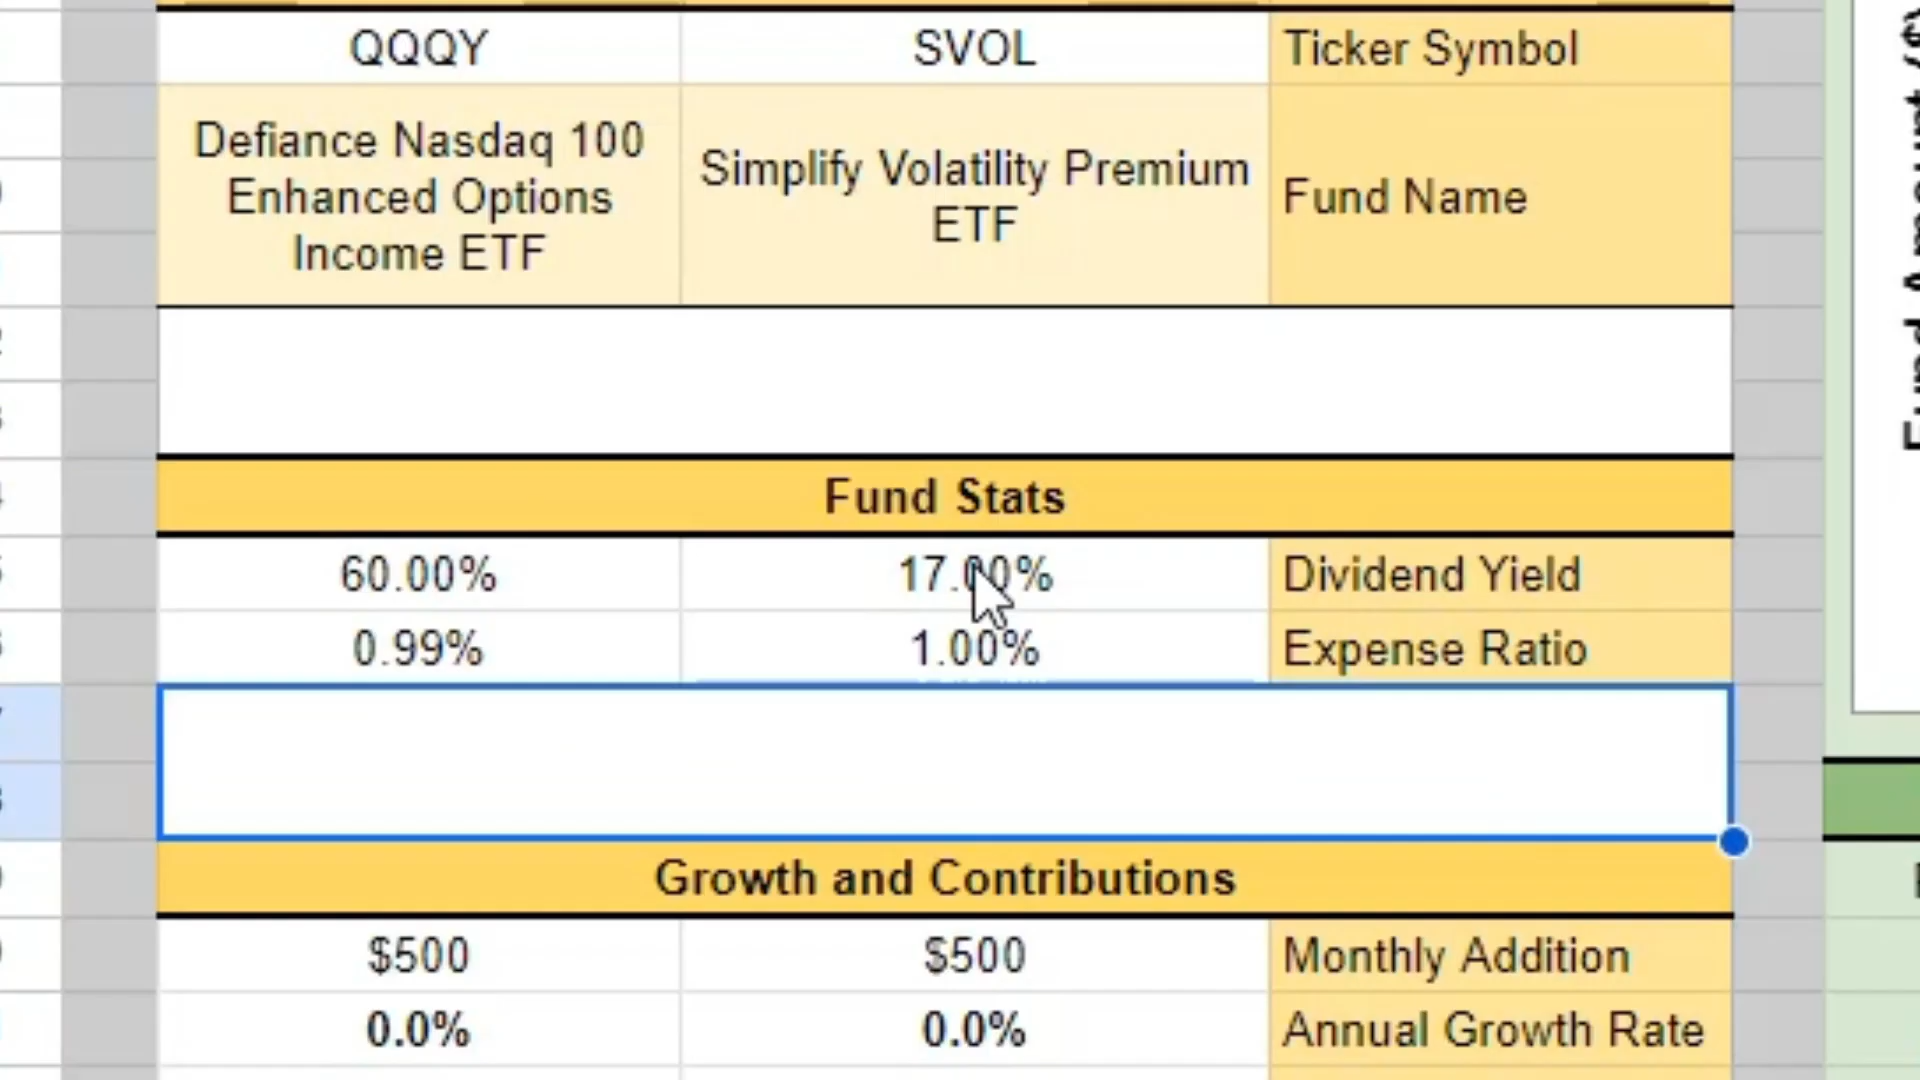 QQQY SVOL Ticker Symbol
Defiance Nasdaq 100
Enhanced Options
Income ETF
Simplify Volatility Premium
ETF
Fund Name
Fund Stats
60.00% 17.00% Dividend Yield
0.99% 1.00% Expense Ratio
Growth and Contributions
$500 $500 Monthly Addition
0.0% 0.0% Annual Growth Rate